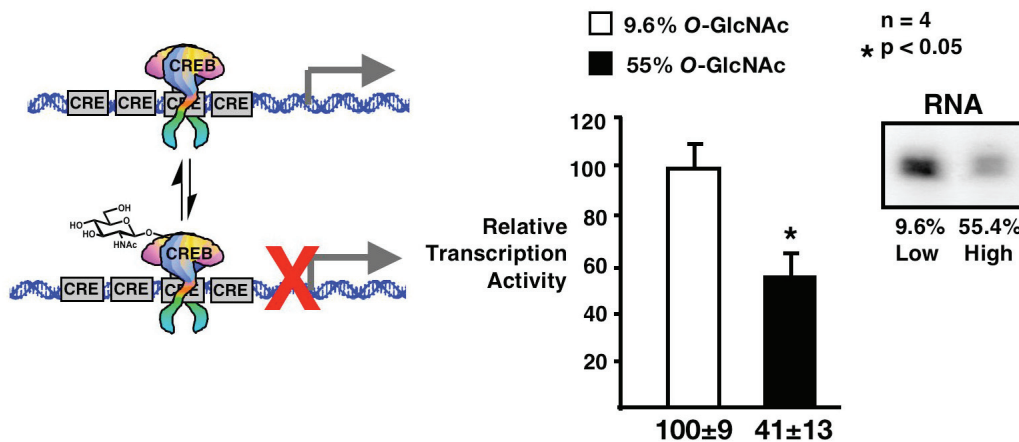 CREB
CRE CRE CRE CRE
OH
HO
O
HO
O
HNAc
CREB
CRE CRE CRE CRE
9.6% O-GlcNAc
55% O-GlcNAc
n = 4
* p < 0.05
Relative
Transcription
Activity
120
100
80
60
40
20
*
100±9 41±13
RNA
9.6% 55.4%
Low High